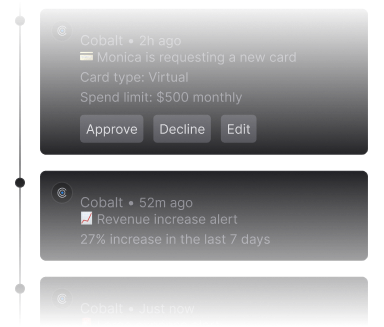 Cobalt • 2h ago
Monica is requesting a new card
Card type: Virtual
Spend limit: $500 monthly
Approve Decline Edit
Cobalt • 52m ago
Revenue increase alert
27% increase in the last 7 days
Cobalt • Just now